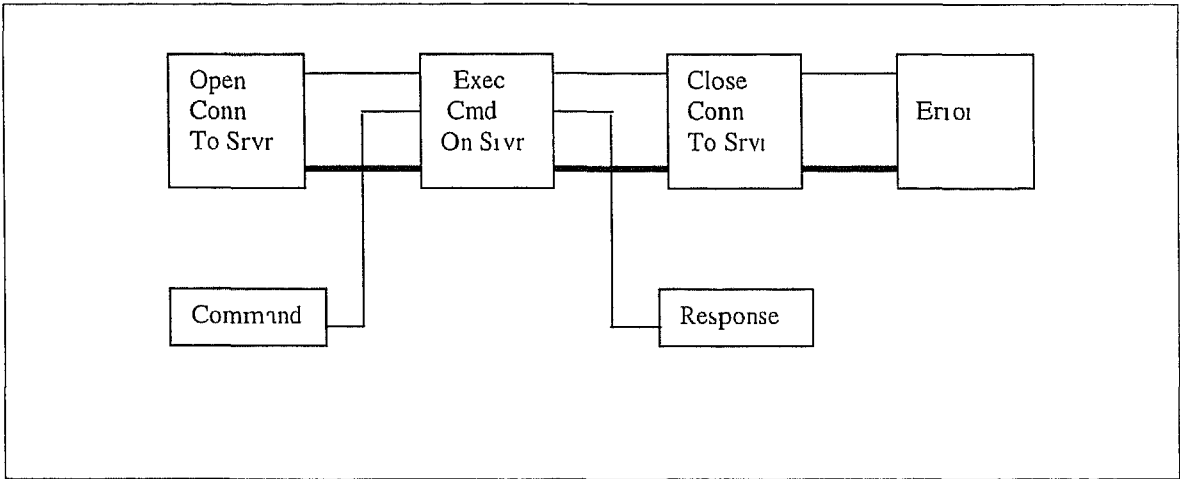 Open
Conn
To Srvr
Exec
Cmd
On Srvr
Close
Conn
To Srvr
Error
Command
Response